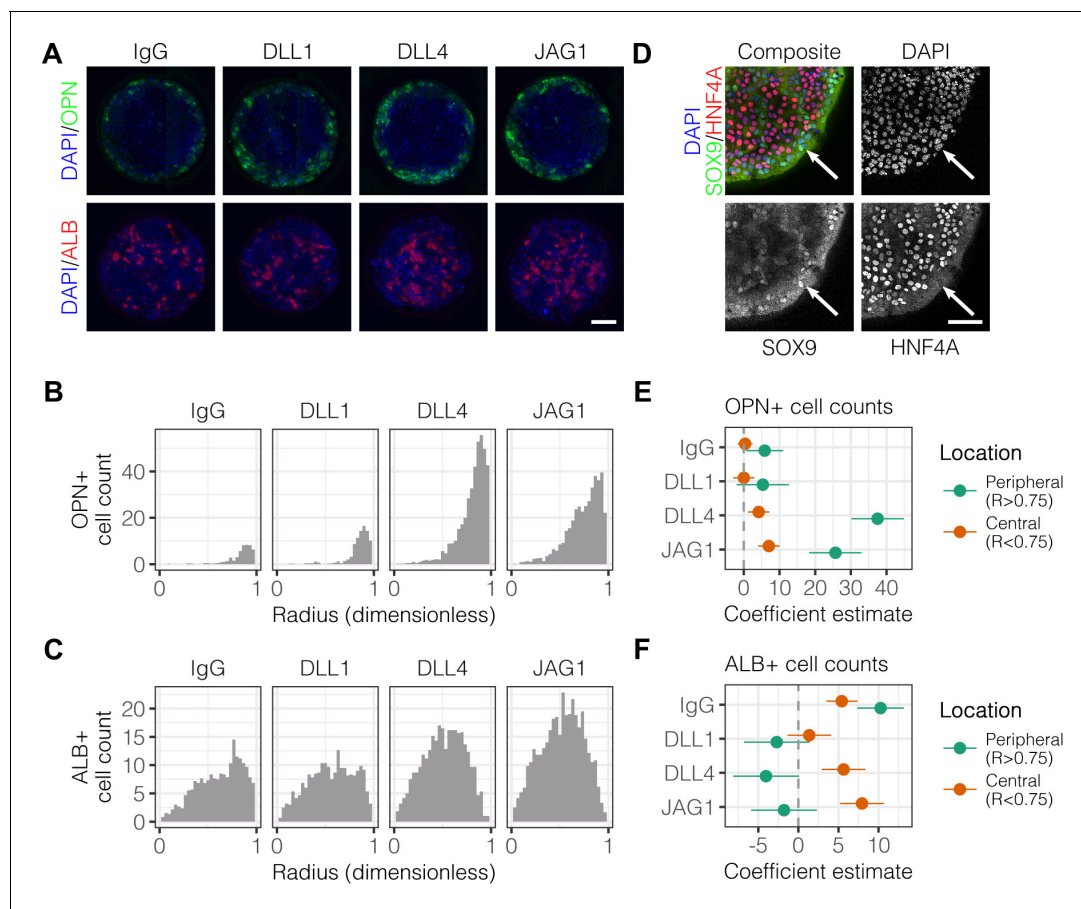 A
IgG
DLL1
DLL4
JAG1
DAPI/OPN
DAPI/ALB
D
Composite
DAPI
DAPI
SOX9/HNF4A
SOX9
HNF4A
B
IgG
DLL1
DLL4
JAG1
OPN+
cell count
40
20
0
0 1 0 1 0 1 0 1
Radius (dimensionless)
C
IgG
DLL1
DLL4
JAG1
ALB+
cell count
20
15
10
5
0
0 1 0 1 0 1 0 1
Radius (dimensionless)
E
OPN+ cell counts
IgG
DLL1
DLL4
JAG1
0 10 20 30 40
Coefficient estimate
Location
Peripheral
(R>0.75)
Central
(R<0.75)
F
ALB+ cell counts
IgG
DLL1
DLL4
JAG1
-5 0 5 10
Coefficient estimate
Location
Peripheral
(R>0.75)
Central
(R<0.75)